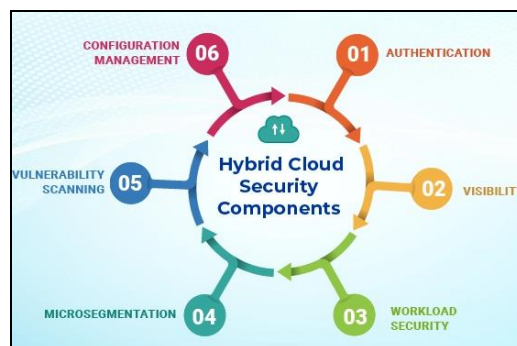 06
CONFIGURATION
MANAGEMENT
01
AUTHENTICATION
Hybrid Cloud
Security
Components
VULNERABILITY
SCANNING
05
02
VISIBILIT
MICROSEGMENTATION
04
03
WORKLOAD
SECURITY